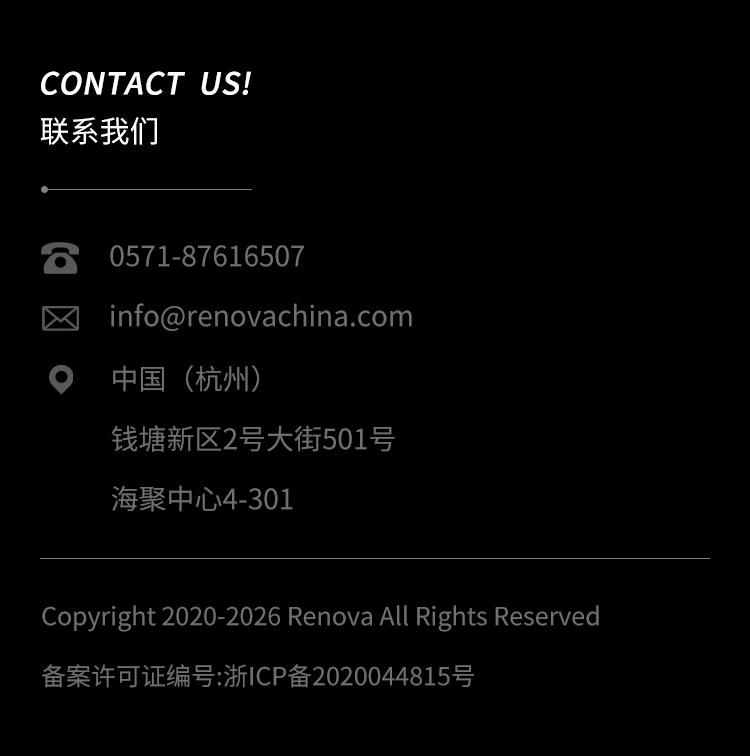 CONTACT US!
联系我们
0571-87616507
info@renovachina.com
中国（杭州）
钱塘新区2号大街501号
海聚中心4-301
Copyright 2020-2026 Renova All Rights Reserved
备案许可证编号:浙ICP备2020044815号